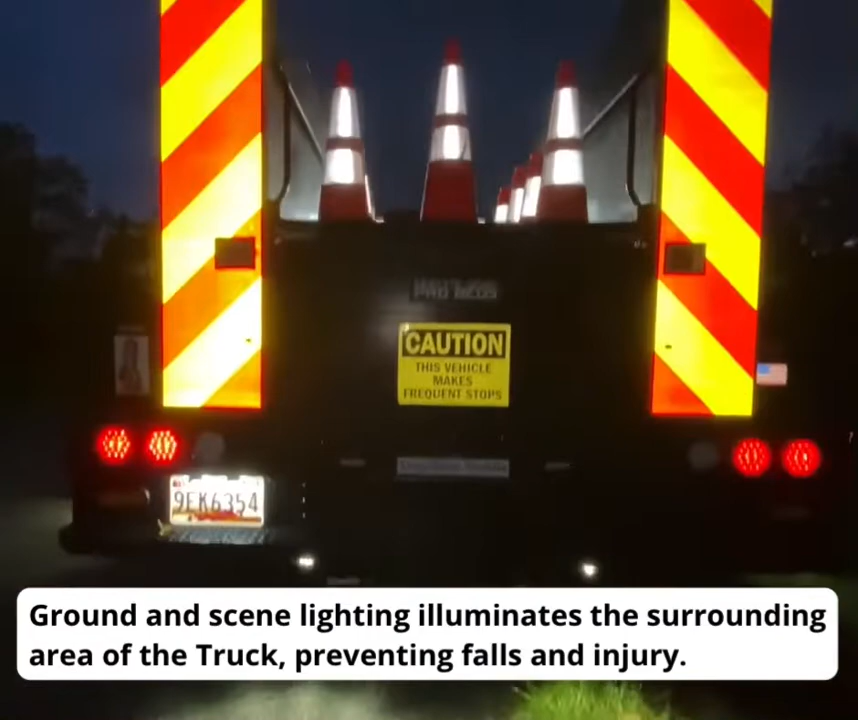 CAUTION
THIS VEHICLE
MAKES
FREQUENT STOPS
9EK6354
Ground and scene lighting illuminates the surrounding
area of the Truck, preventing falls and injury.